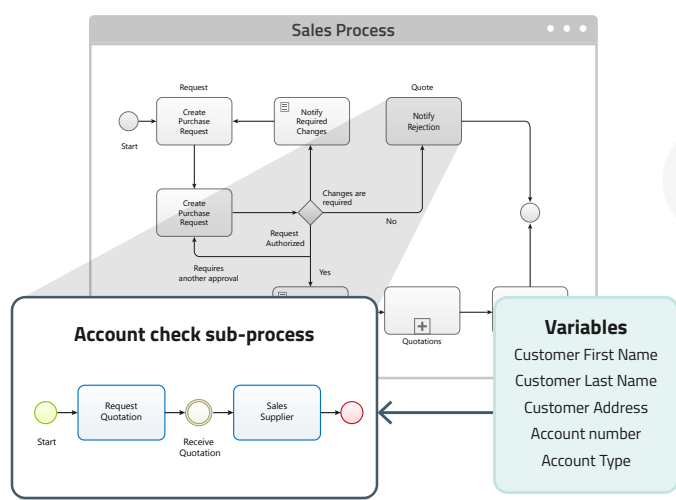 Sales Process
Request
Quote
Create
Purchase
Request
Notify
Required
Changes
Notify
Rejection
Start
Create
Purchase
Request
Changes are
required
No
Request
Authorized
Requires
another approval
Yes
Quotations
Account check sub-process
Request
Quotation
Sales
Supplier
Start
Receive
Quotation
Variables
Customer First Name
Customer Last Name
Customer Address
Account number
Account Type